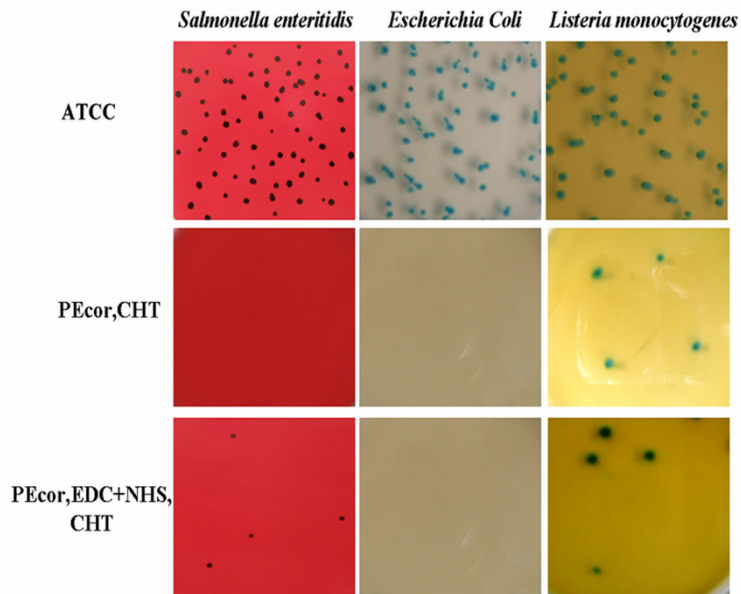 Salmonella enteritidis Escherichia Coli Listeria monocytogenes
ATCC
PEcor,CHT
PEcor,EDC+NHS,
CHT